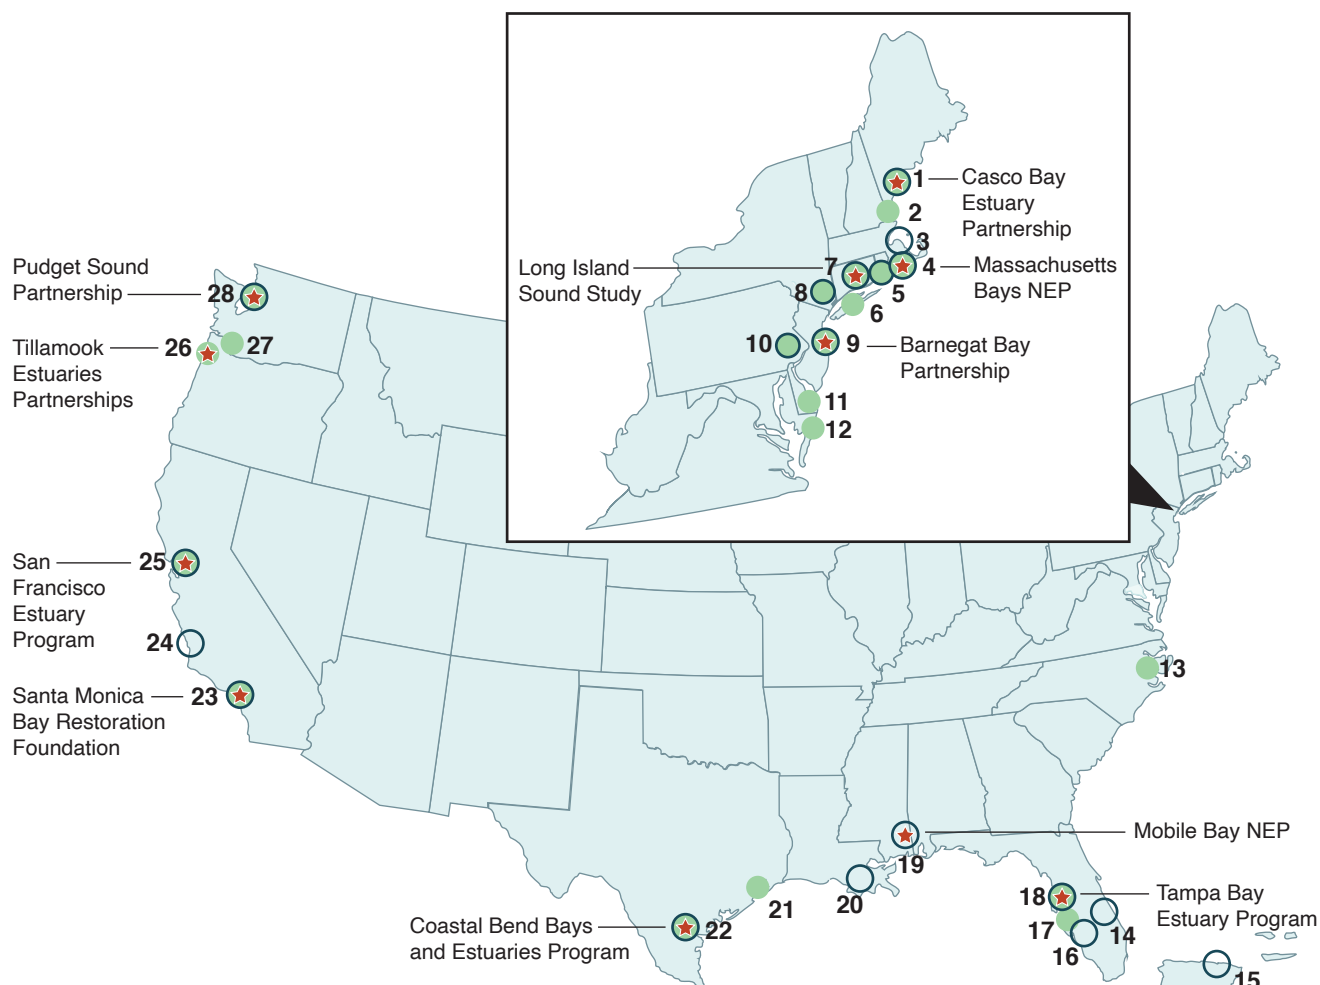 1
Casco Bay
Estuary
Partnership
2
3
Long Island
Sound Study
7
4
Massachusetts
Bays NEP
5
8
6
10
9
Barnegat Bay
Partnership
11
12
Pudget Sound
Partnership
28
Tillamook
Estuaries
Partnerships
26
27
San
Francisco
Estuary
Program
25
24
Santa Monica
Bay Restoration
Foundation
23
13
Mobile Bay NEP
19
20
21
Coastal Bend Bays
and Estuaries Program
22
18
Tampa Bay
Estuary Program
17
14
16
15